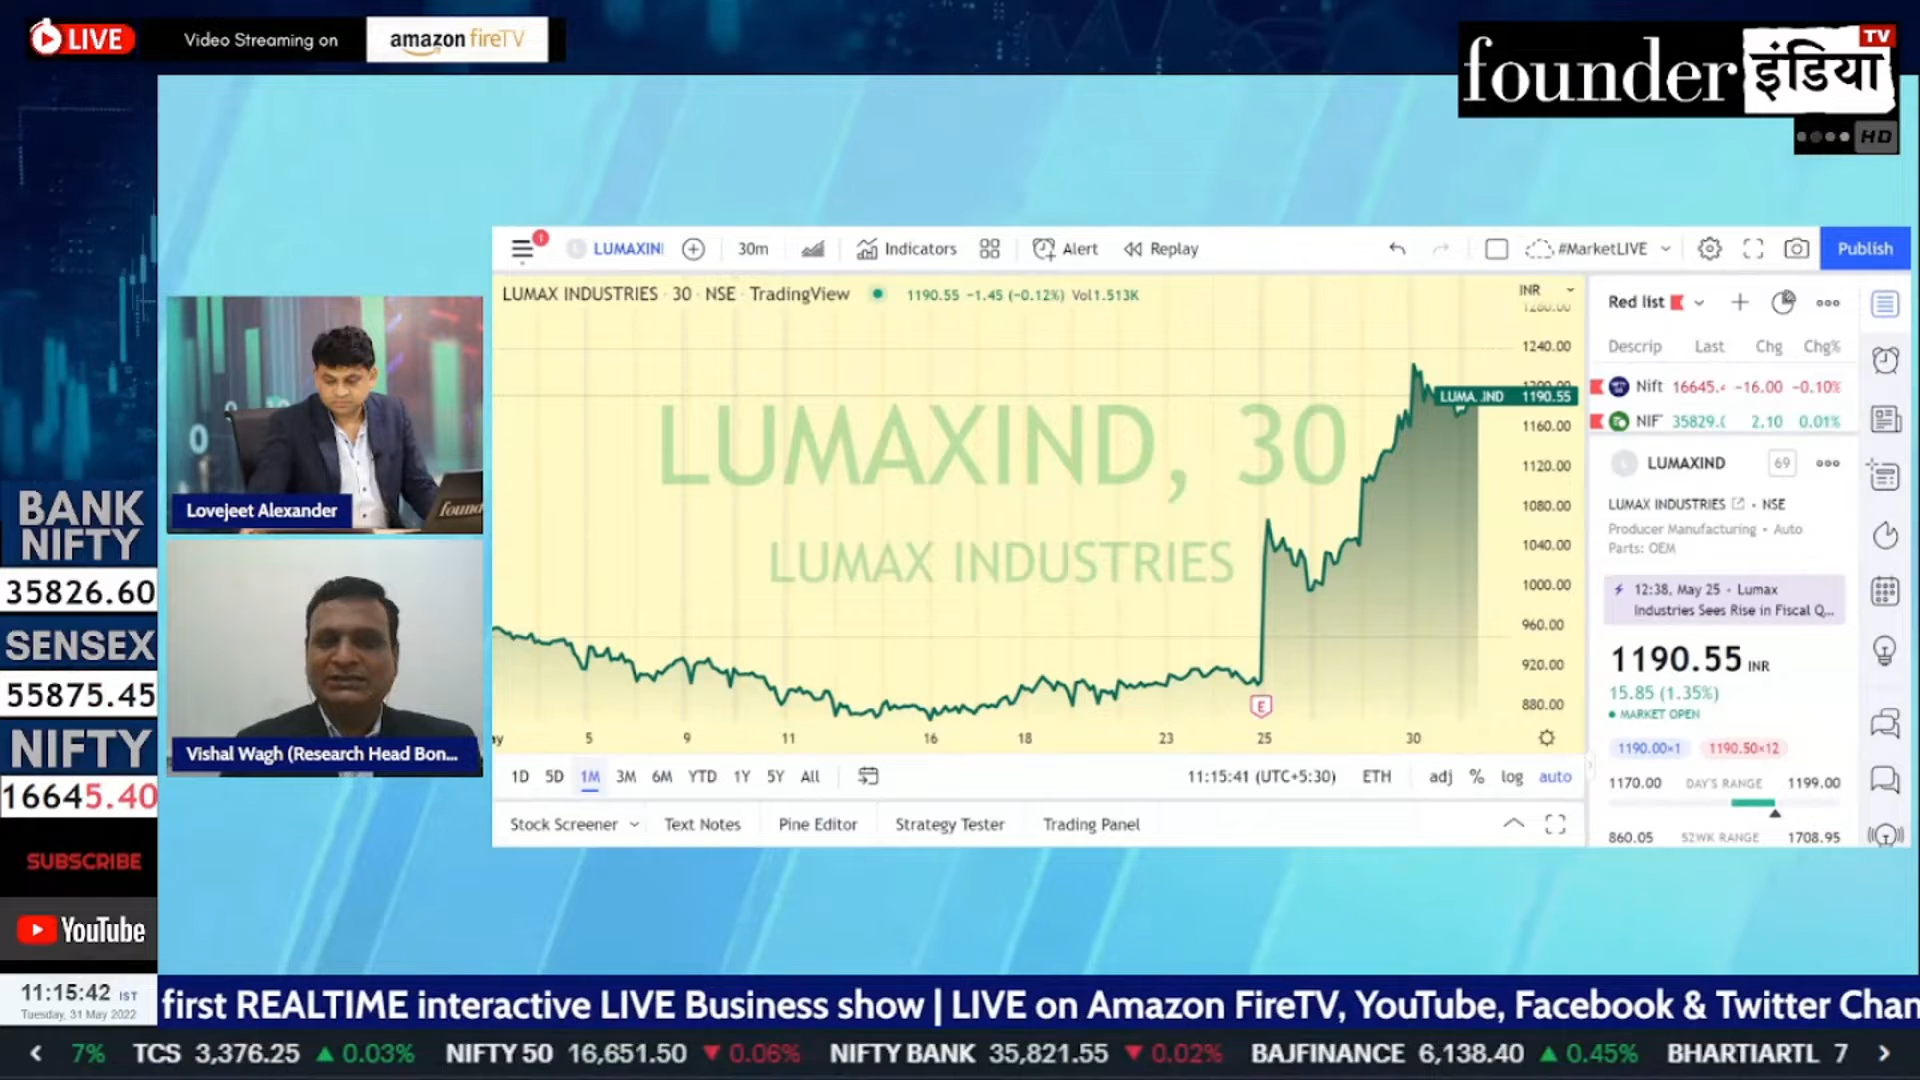 LIVE
Video Streaming on
amazon fireTV
founder इंडिया TV
HD
LUMAXIN
30m
Indicators
Alert
Replay
#MarketLIVE
Publish
LUMAX INDUSTRIES · 30 · NSE · TradingView
1190.55 −1.45 (−0.12%) Vol1.513K
INR
LUMAXIND, 30
LUMAX INDUSTRIES
1240.00
LUMA..IND 1190.55
1160.00
1120.00
1080.00
1040.00
1000.00
960.00
920.00
880.00
E
ay 5 9 11 16 18 23 25 30
1D 5D 1M 3M 6M YTD 1Y 5Y All
11:15:41 (UTC+5:30) ETH adj % log auto
Stock Screener Text Notes Pine Editor Strategy Tester Trading Panel
Red list
Descrip Last Chg Chg%
Nift 16645.4 −16.00 −0.10%
NIF 35829.( 2.10 0.01%
LUMAXIND 69
LUMAX INDUSTRIES • NSE
Producer Manufacturing • Auto
Parts: OEM
12:38, May 25 - Lumax
Industries Sees Rise in Fiscal Q...
1190.55 INR
15.85 (1.35%)
MARKET OPEN
1190.00×1 1190.50×12
1170.00 DAY'S RANGE 1199.00
860.05 52WK RANGE 1708.95
Lovejeet Alexander
Vishal Wagh (Research Head Bon...
BANK
NIFTY
35826.60
SENSEX
55875.45
NIFTY
16645.40
SUBSCRIBE
YouTube
11:15:42 IST
Tuesday, 31 May 2022
first REALTIME interactive LIVE Business show | LIVE on Amazon FireTV, YouTube, Facebook & Twitter Chan
7% TCS 3,376.25 ▲ 0.03% NIFTY 50 16,651.50 ▼ 0.06% NIFTY BANK 35,821.55 ▼ 0.02% BAJFINANCE 6,138.40 ▲ 0.45% BHARTIARTL 7